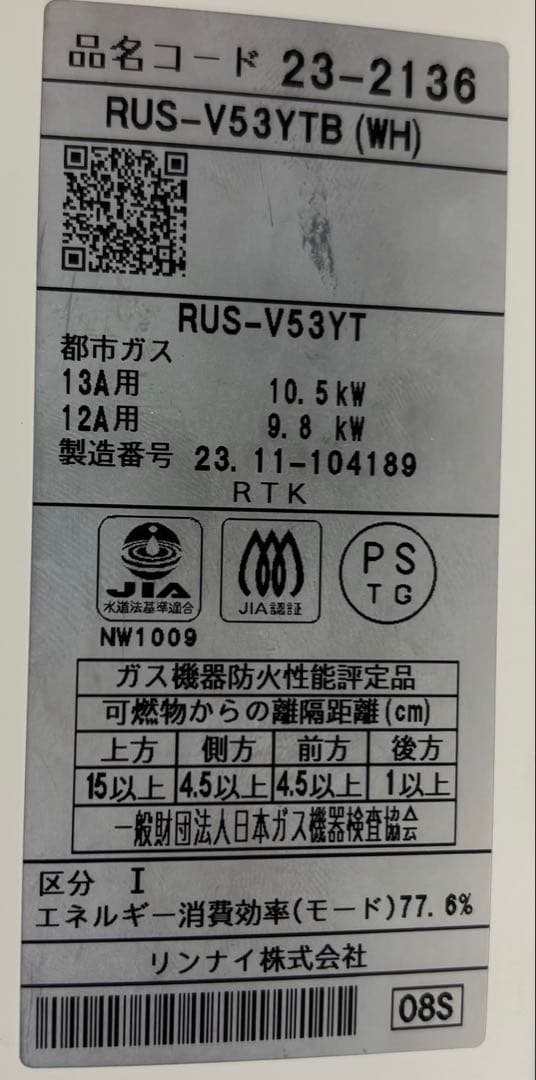 品名コード 23-2136
RUS-V53YTB(WH)
RUS-V53YT
都市ガス
13A用 10.5kW
12A用 9.8 kW
製造番号 23.11-104189
RTK
JIA
水道法基準適合
JIA認証
PS
TG
NW1009
ガス機器防火性能評定品
可燃物からの離隔距離(cm)
上方 側方 前方 後方
15以上 4.5以上 4.5以上 1以上
一般財団法人日本ガス機器検査協会
区分 I
エネルギー消費効率(モード)77.6%
リンナイ株式会社
08S